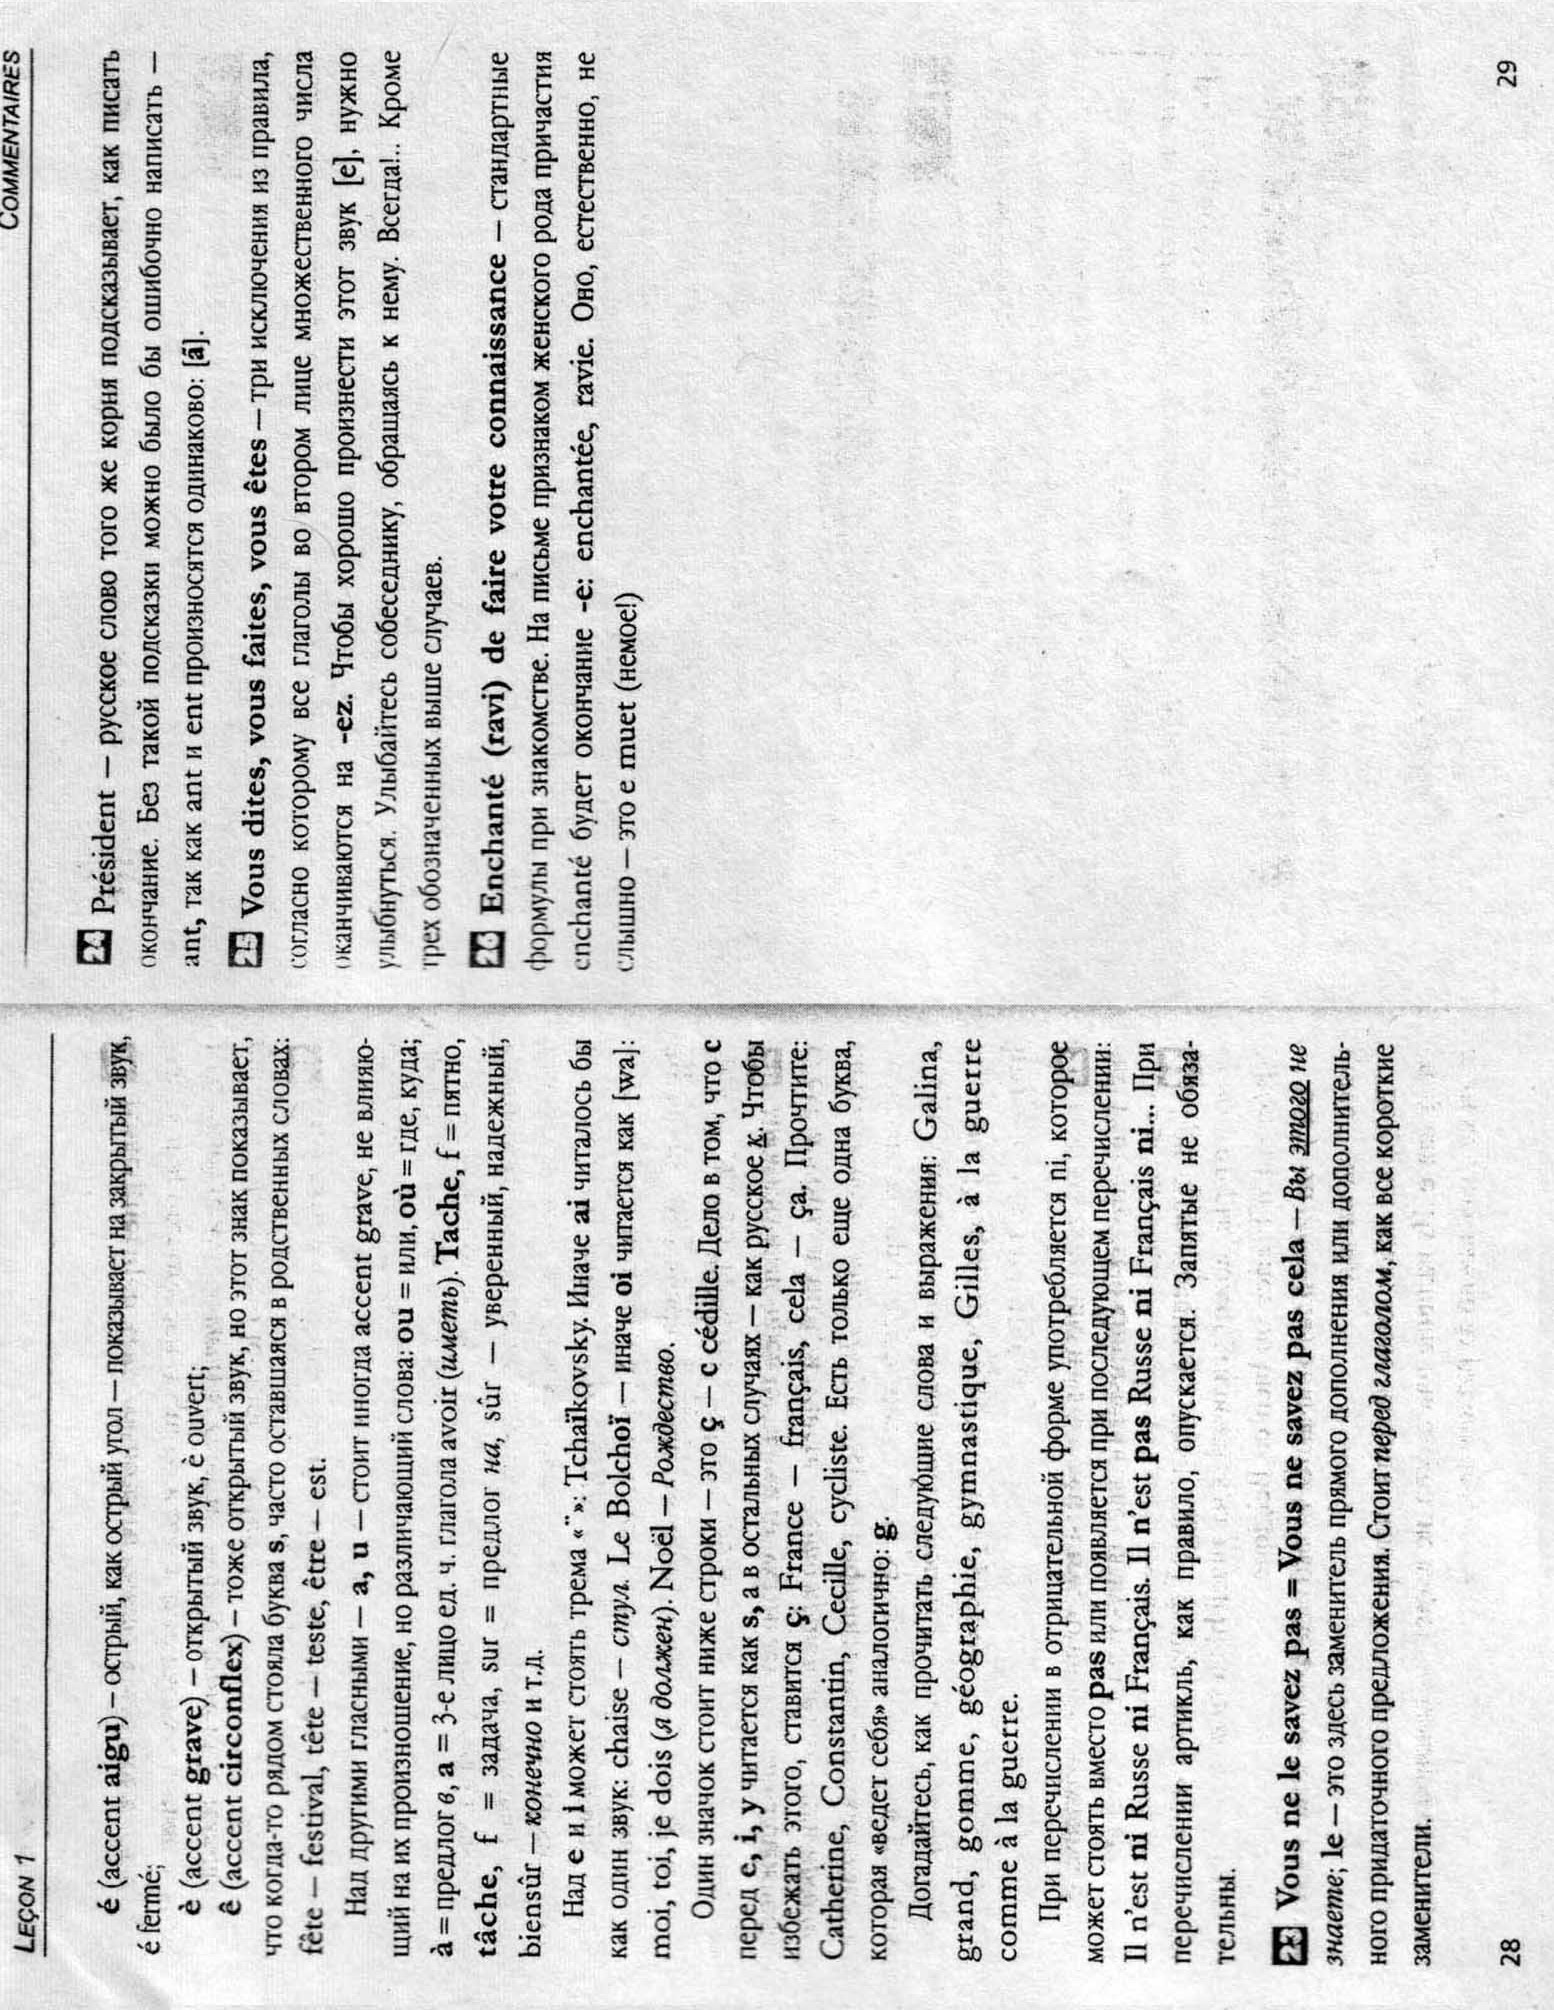 LEÇON 1
é (accent aigu) – острый, как острый угол – показывает на закрытый звук,
é fermé;
è (accent grave) – открытый звук, è ouvert;
ê (accent circonflex) – тоже открытый звук, но этот знак показывает,
что когда-то рядом стояла буква s, часто оставшаяся в родственных словах:
fête — festival, tête — teste, être — est.
Над другими гласными — a, u — стоит иногда accent grave, не влияю-
щий на их произношение, но различающий слова: ou = или, où = где, куда;
à = предлог в, a = 3-е лицо ед. ч. глагола avoir (иметь). Tache, f = пятно,
tâche, f = задача, sur = предлог на, sûr — уверенный, надежный,
biensûr — конечно и т.д.
Над e и i может стоять трема «¨»: Tchaïkovsky. Иначе ai читалось бы
как один звук: chaise — стул. Le Bolchoï — иначе oi читается как [wa]:
moi, toi, je dois (я должен). Noël — Рождество.
Один значок стоит ниже строки — это ç — c cédille. Дело в том, что c
перед e, i, y читается как s, а в остальных случаях — как русское к. Чтобы
избежать этого, ставится ç: France — français, cela — ça. Прочтите:
Catherine, Constantin, Cecille, cycliste. Есть только еще одна буква,
которая «ведет себя» аналогично: g.
Догадайтесь, как прочитать следующие слова и выражения: Galina,
grand, gomme, géographie, gymnastique, Gilles, à la guerre
comme à la guerre.
При перечислении в отрицательной форме употребляется ni, которое
может стоять вместо pas или появляется при последующем перечислении:
Il n'est ni Russe ni Français. Il n'est pas Russe ni Français ni... При
перечислении артикль, как правило, опускается. Запятые не обяза-
тельны.
23 Vous ne le savez pas = Vous ne savez pas cela – Вы этого не
знаете; le — это здесь заменитель прямого дополнения или дополнитель-
ного придаточного предложения. Стоит перед глаголом, как все короткие
заменители.
28
COMMENTAIRES
24 Président — русское слово того же корня подсказывает, как писать
окончание. Без такой подсказки можно было бы ошибочно написать —
ant, так как ant и ent произносятся одинаково: [ã].
25 Vous dites, vous faites, vous êtes — три исключения из правила,
согласно которому все глаголы во втором лице множественного числа
оканчиваются на -ez. Чтобы хорошо произнести этот звук [e], нужно
улыбнуться. Улыбайтесь собеседнику, обращаясь к нему. Всегда!.. Кроме
трех обозначенных выше случаев.
26 Enchanté (ravi) de faire votre connaissance — стандартные
формулы при знакомстве. На письме признаком женского рода причастия
enchanté будет окончание -e: enchantée, ravie. Оно, естественно, не
слышно — это e muet (немое!)
29